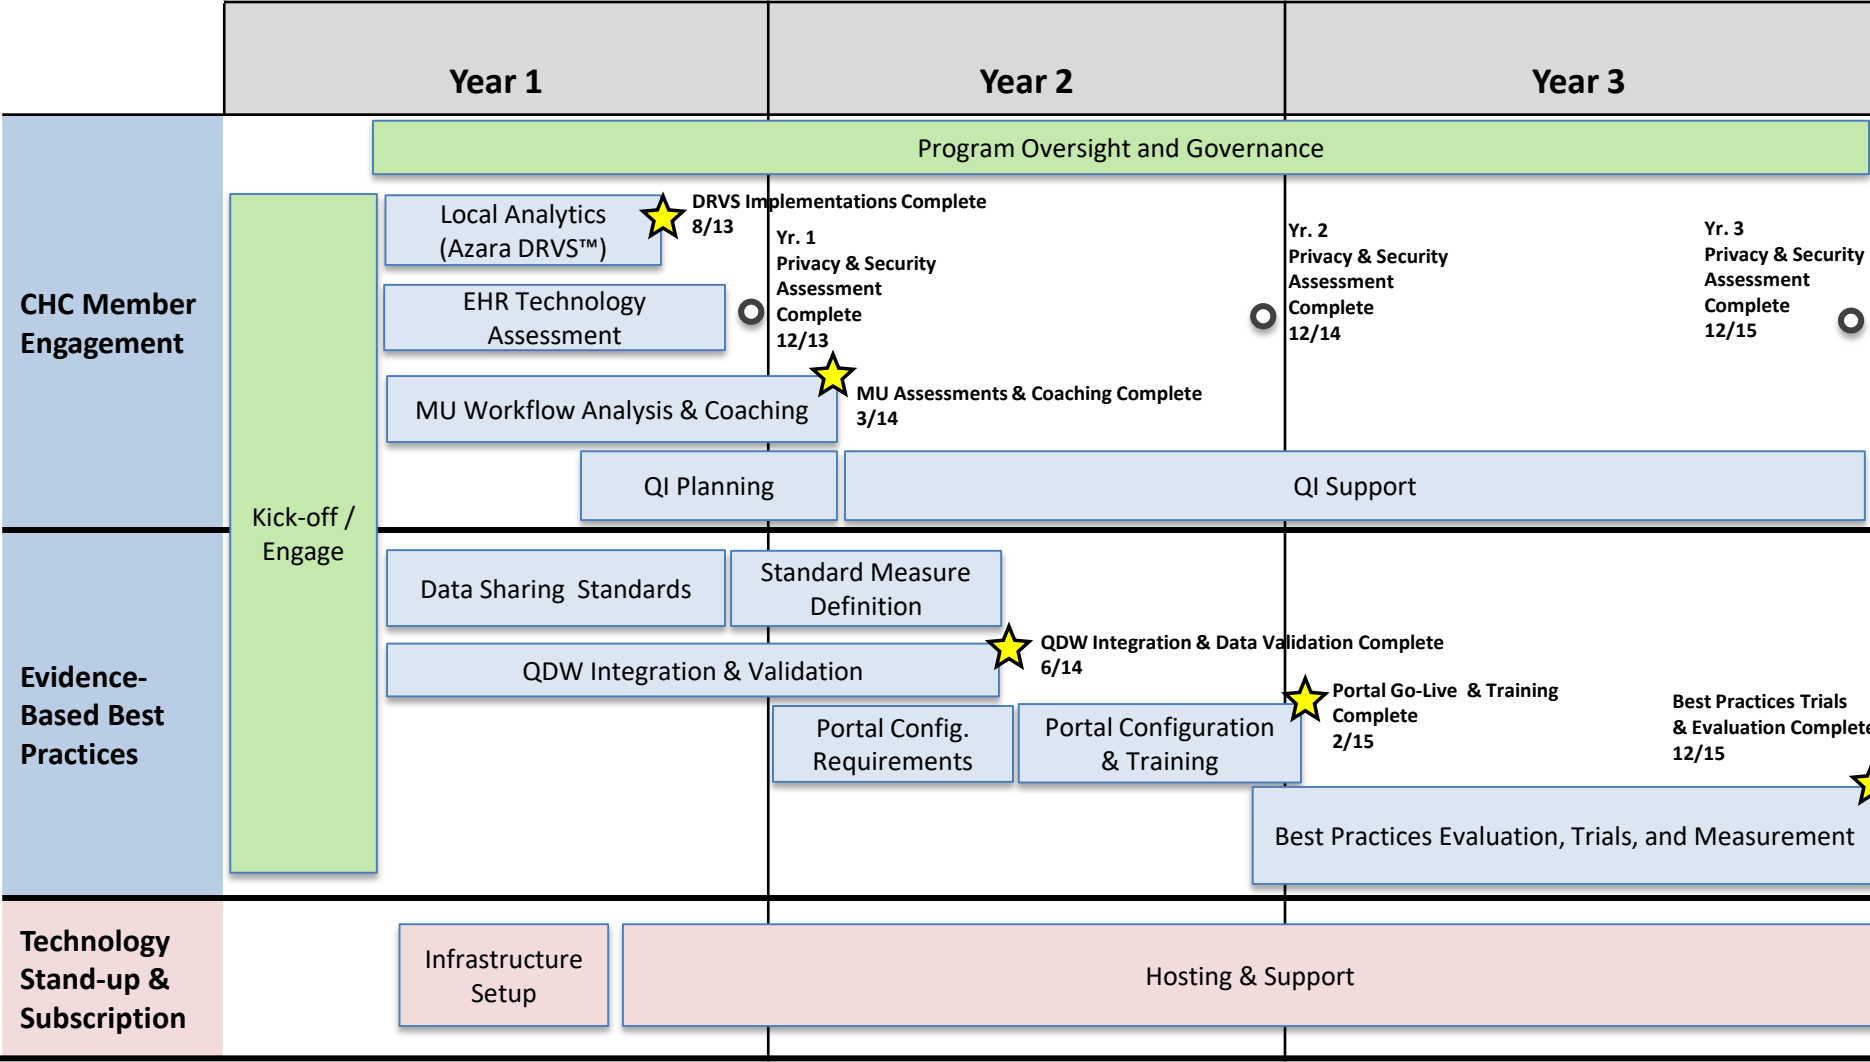 Year 1
Year 2
Year 3
Program Oversight and Governance
CHC Member
Engagement
Kick-off /
Engage
Local Analytics
(Azara DRVS™)
DRVS Implementations Complete
8/13
EHR Technology
Assessment
Yr. 1
Privacy & Security
Assessment
Complete
12/13
Yr. 2
Privacy & Security
Assessment
Complete
12/14
Yr. 3
Privacy & Security
Assessment
Complete
12/15
MU Workflow Analysis & Coaching
MU Assessments & Coaching Complete
3/14
QI Planning
QI Support
Evidence-
Based Best
Practices
Data Sharing Standards
Standard Measure
Definition
QDW Integration & Validation
QDW Integration & Data Validation Complete
6/14
Portal Config.
Requirements
Portal Configuration
& Training
Portal Go-Live & Training
Complete
2/15
Best Practices Trials
& Evaluation Complete
12/15
Best Practices Evaluation, Trials, and Measurement
Technology
Stand-up &
Subscription
Infrastructure
Setup
Hosting & Support